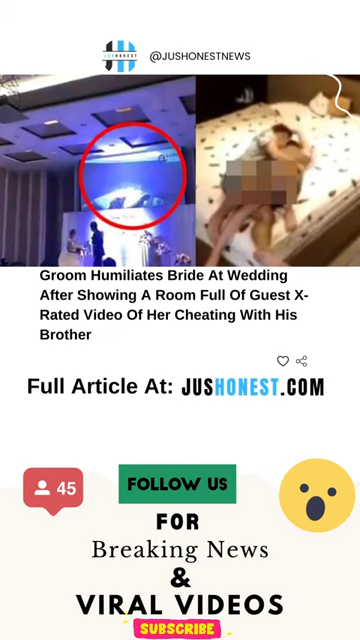 JUSHONEST
@JUSHONESTNEWS
Groom Humiliates Bride At Wedding
After Showing A Room Full Of Guest X-
Rated Video Of Her Cheating With His
Brother
Full Article At: JUSHONEST.COM
45
FOLLOW US
FOR
Breaking News
&
VIRAL VIDEOS
SUBSCRIBE